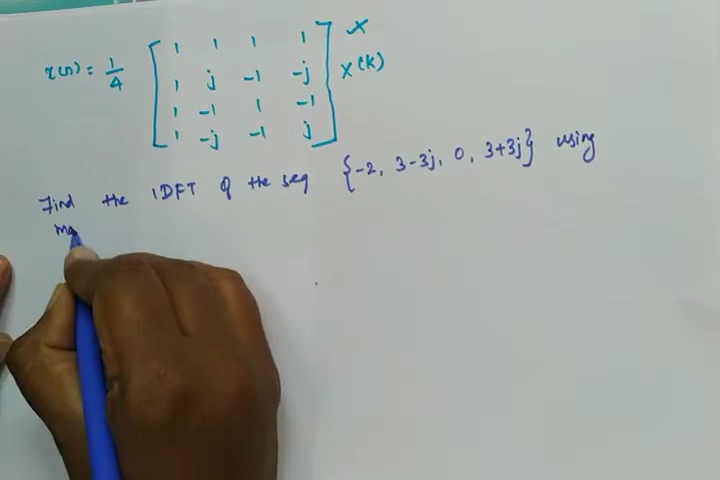 x(n) = 1/4 [ 1 1 1 1 ] X
1 j -1 -j X(K)
1 -1 1 -1
1 -j -1 j
Find the IDFT of the seq {-2, 3-3j, 0, 3+3j} using
ma